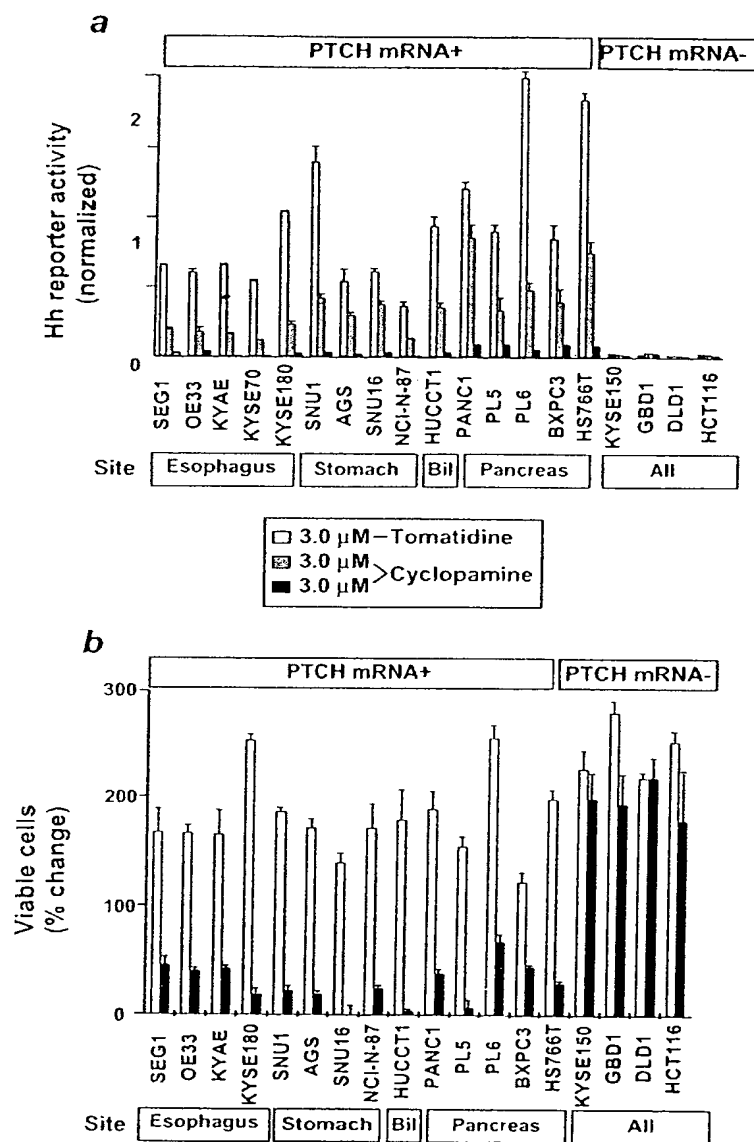 a
PTCH mRNA+ PTCH mRNA-
Hh reporter activity
(normalized)
2
1
0
SEG1 OE33 KYAE KYSE70 KYSE180 SNU1 AGS SNU16 NCI-N-87 HUCCT1 PANC1 PL5 PL6 BXPC3 HS766T KYSE150 GBD1 DLD1 HCT116
Site Esophagus Stomach Bil Pancreas All
3.0 μM – Tomatidine
3.0 μM
3.0 μM > Cyclopamine
b
PTCH mRNA+ PTCH mRNA-
Viable cells
(% change)
300
200
100
0
SEG1 OE33 KYAE KYSE180 SNU1 AGS SNU16 NCI-N-87 HUCCT1 PANC1 PL5 PL6 BXPC3 HS766T KYSE150 GBD1 DLD1 HCT116
Site Esophagus Stomach Bil Pancreas All